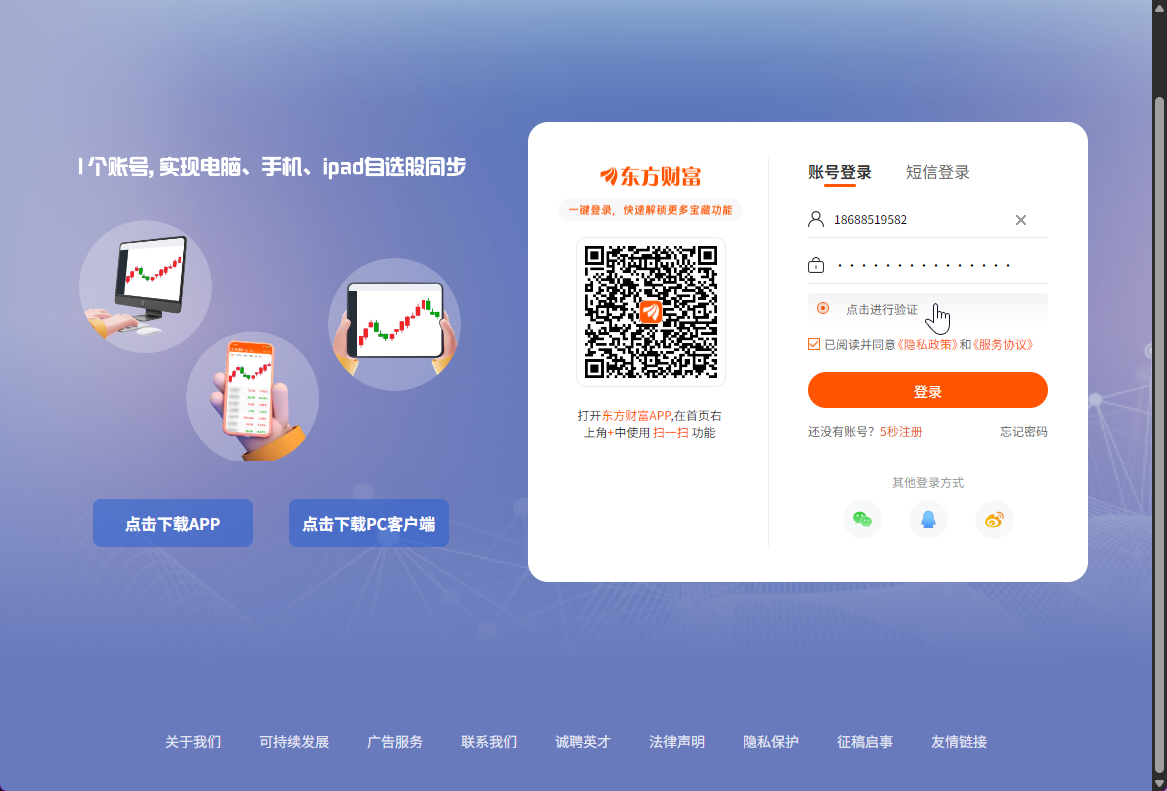 1个账号, 实现电脑、手机、ipad自选股同步
点击下载APP
点击下载PC客户端
东方财富
一键登录，快速解锁更多宝藏功能
打开东方财富APP,在首页右
上角+中使用 扫一扫 功能
账号登录
短信登录
18688519582
点击进行验证
已阅读并同意《隐私政策》和《服务协议》
登录
还没有账号？5秒注册
忘记密码
其他登录方式
关于我们
可持续发展
广告服务
联系我们
诚聘英才
法律声明
隐私保护
征稿启事
友情链接